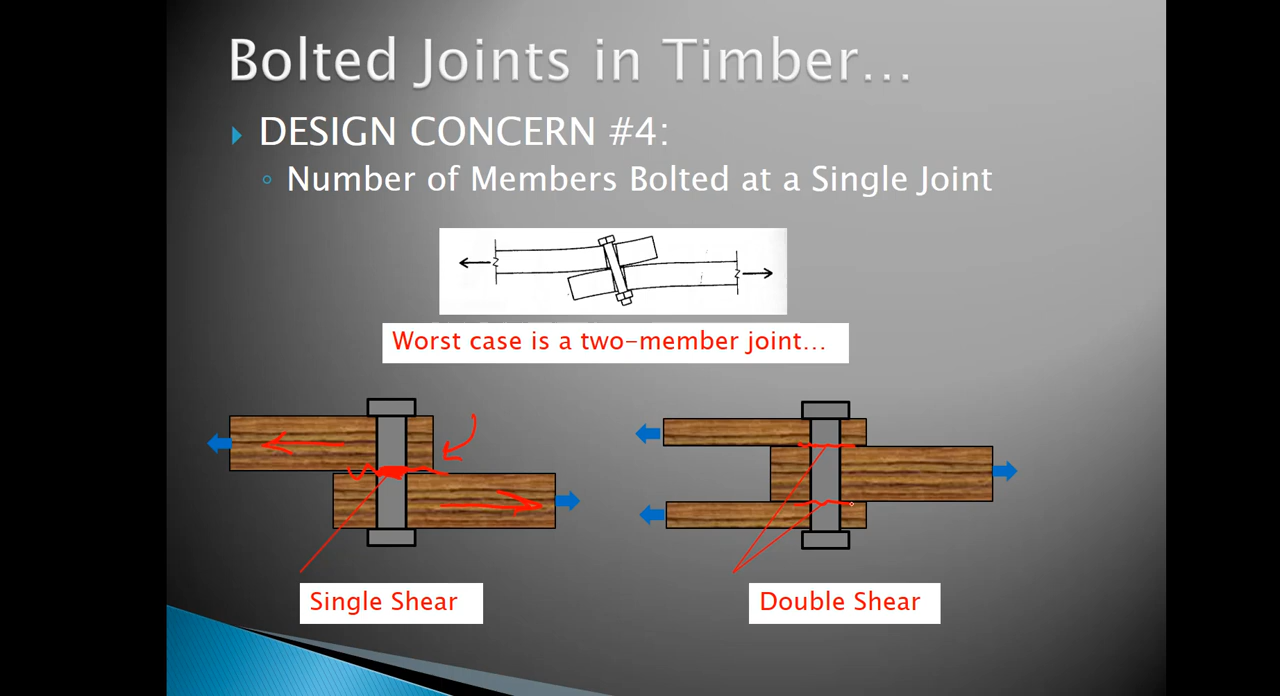 Bolted Joints in Timber...
DESIGN CONCERN #4:
Number of Members Bolted at a Single Joint
Worst case is a two-member joint...
Single Shear
Double Shear